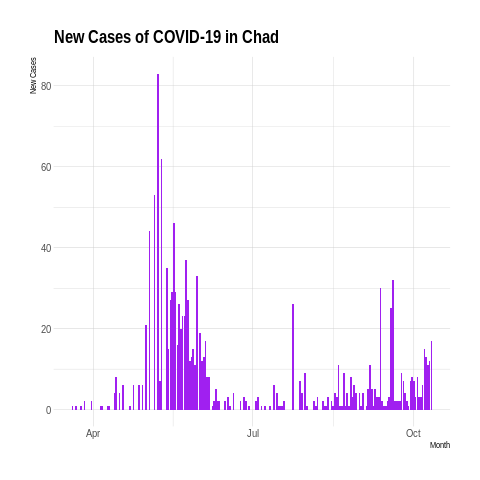 New Cases of COVID-19 in Chad
New Cases
80
60
40
20
0
Apr
Jul
Oct
Month